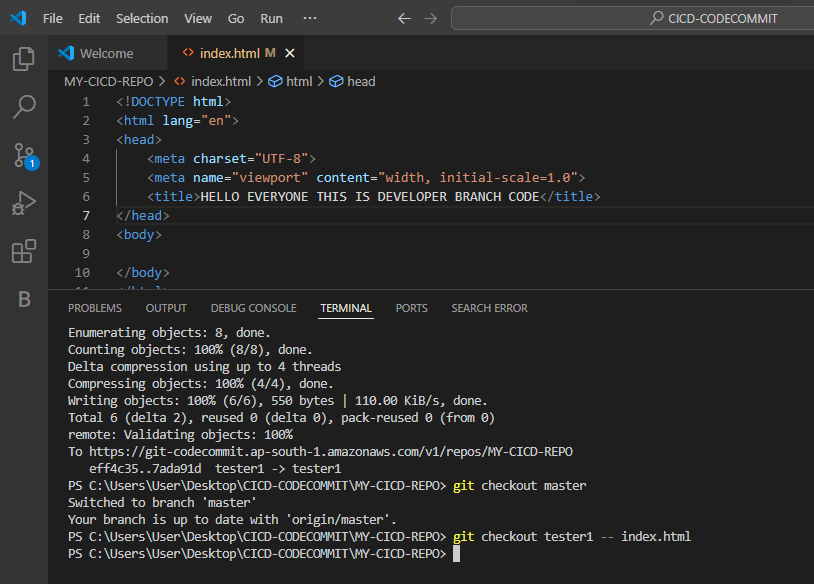 File Edit Selection View Go Run ··· ← → CICD-CODECOMMIT
Welcome index.html M ×
MY-CICD-REPO > index.html > html > head
1 <!DOCTYPE html>
2 <html lang="en">
3 <head>
4 <meta charset="UTF-8">
5 <meta name="viewport" content="width, initial-scale=1.0">
6 <title>HELLO EVERYONE THIS IS DEVELOPER BRANCH CODE</title>
7 </head>
8 <body>
9
10 </body>
1
B
PROBLEMS OUTPUT DEBUG CONSOLE TERMINAL PORTS SEARCH ERROR
Enumerating objects: 8, done.
Counting objects: 100% (8/8), done.
Delta compression using up to 4 threads
Compressing objects: 100% (4/4), done.
Writing objects: 100% (6/6), 550 bytes | 110.00 KiB/s, done.
Total 6 (delta 2), reused 0 (delta 0), pack-reused 0 (from 0)
remote: Validating objects: 100%
To https://git-codecommit.ap-south-1.amazonaws.com/v1/repos/MY-CICD-REPO
eff4c35..7ada91d tester1 -> tester1
PS C:\Users\User\Desktop\CICD-CODECOMMIT\MY-CICD-REPO> git checkout master
Switched to branch 'master'
Your branch is up to date with 'origin/master'.
PS C:\Users\User\Desktop\CICD-CODECOMMIT\MY-CICD-REPO> git checkout tester1 -- index.html
PS C:\Users\User\Desktop\CICD-CODECOMMIT\MY-CICD-REPO>